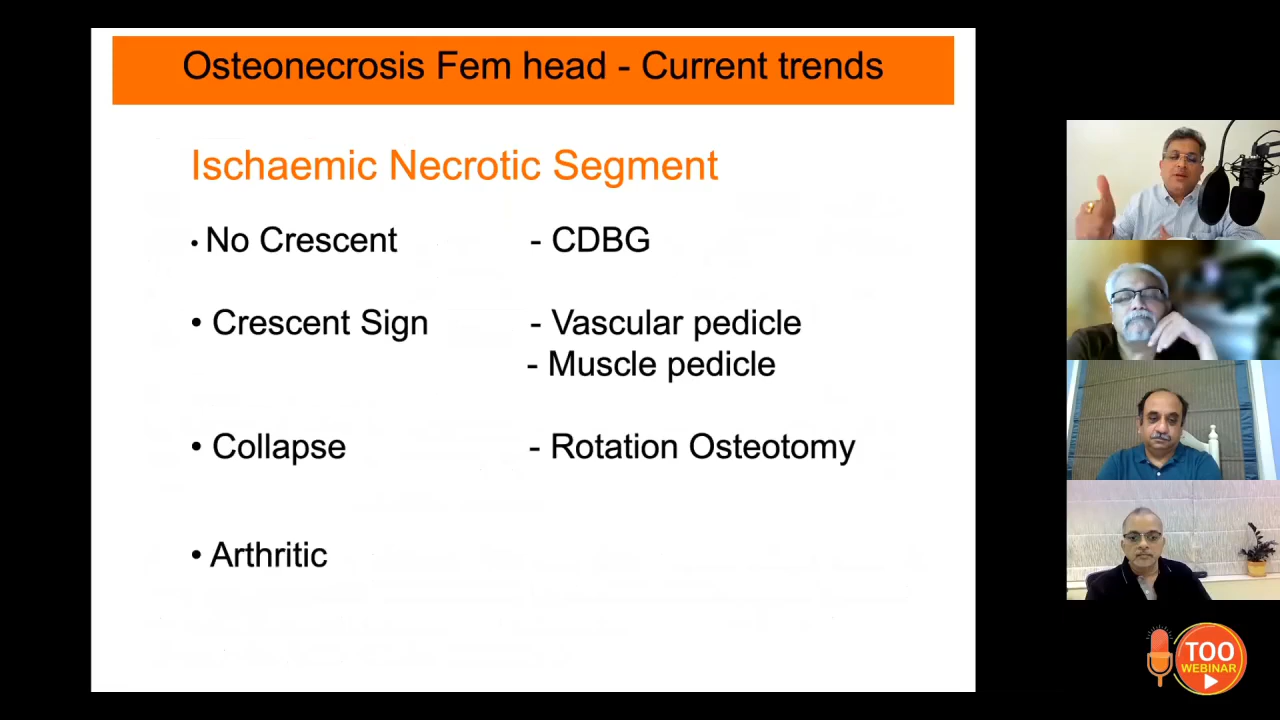 Osteonecrosis Fem head - Current trends
Ischaemic Necrotic Segment
• No Crescent - CDBG
• Crescent Sign - Vascular pedicle
- Muscle pedicle
• Collapse - Rotation Osteotomy
• Arthritic
TOO
WEBINAR